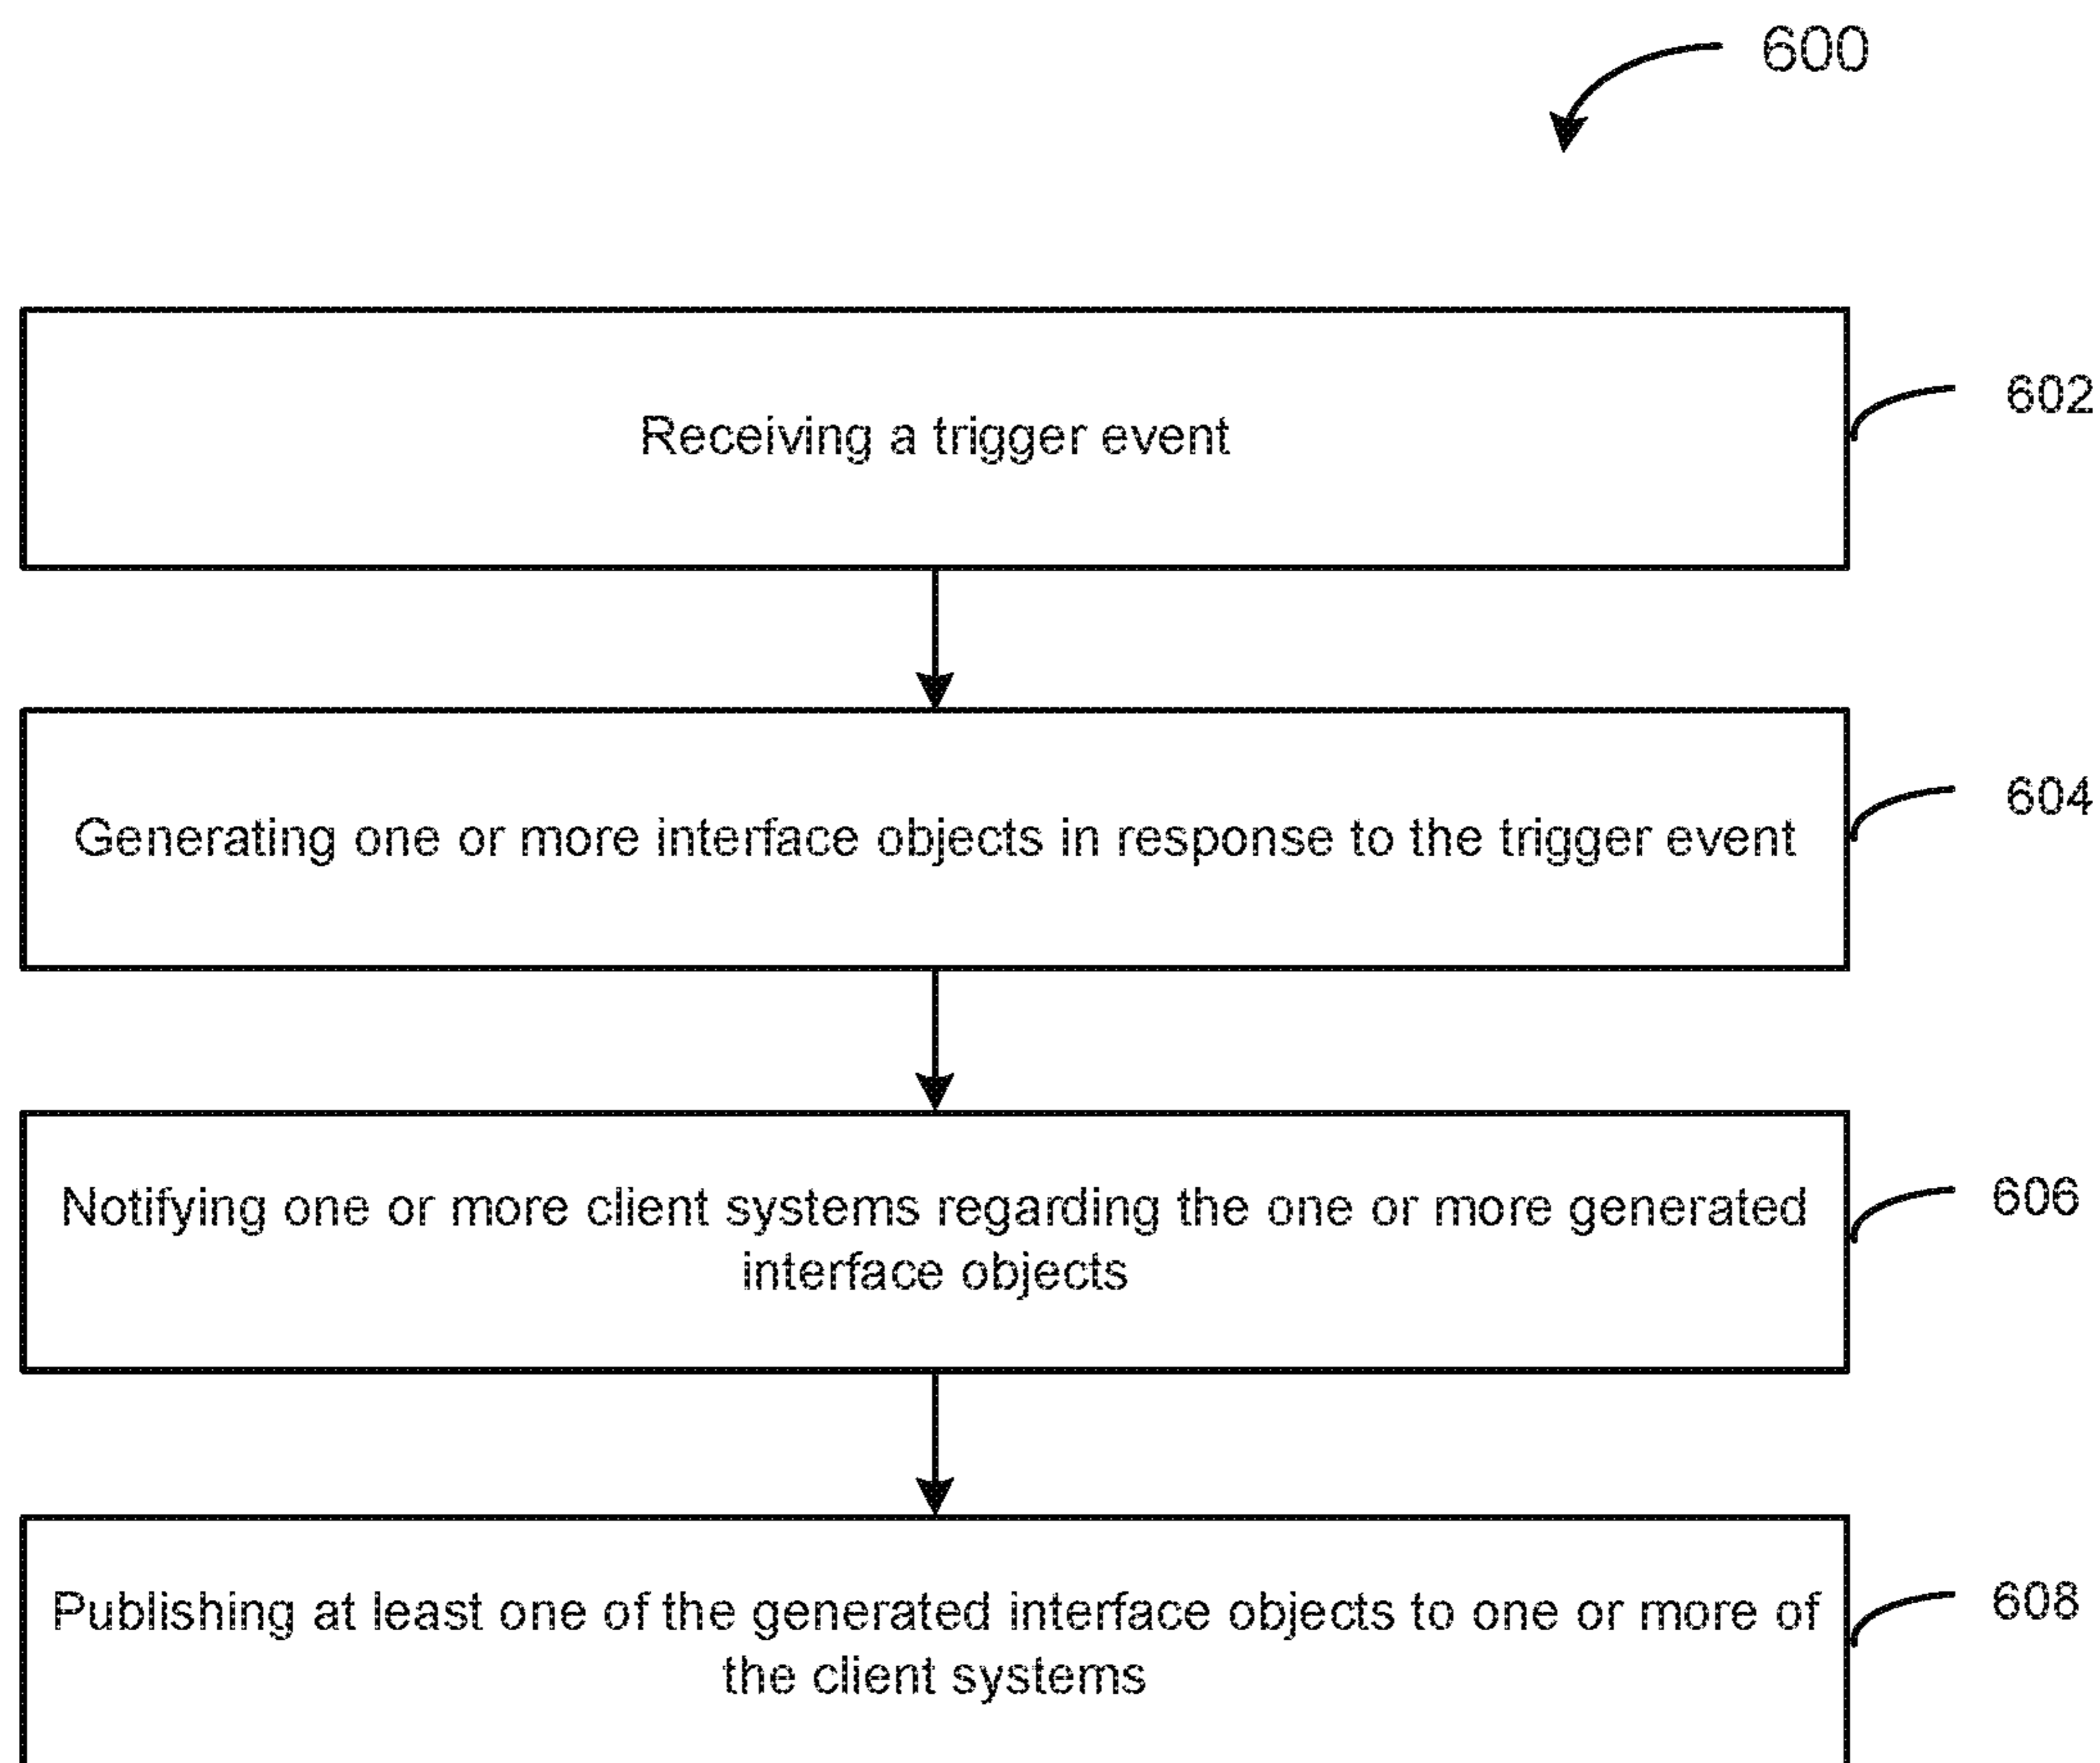 600
Receiving a trigger event
602
Generating one or more interface objects in response to the trigger event
604
Notifying one or more client systems regarding the one or more generated
interface objects
606
Publishing at least one of the generated interface objects to one or more of
the client systems
608